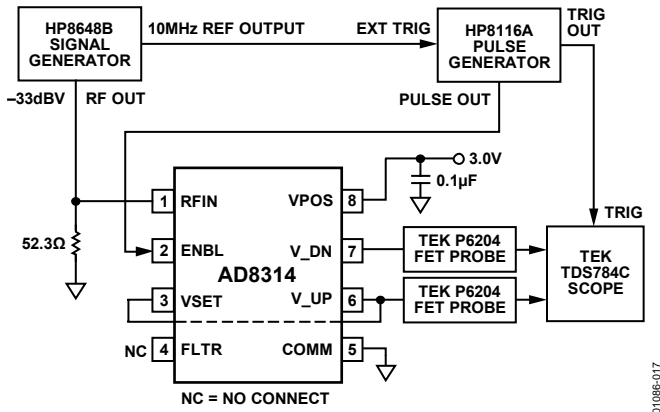 HP8648B
SIGNAL
GENERATOR
10MHz REF OUTPUT
EXT TRIG
HP8116A
PULSE
GENERATOR
TRIG
OUT
–33dBV
RF OUT
PULSE OUT
3.0V
0.1µF
TRIG
1
RFIN
VPOS
8
52.3Ω
2
ENBL
V_DN
7
TEK P6204
FET PROBE
TEK
TDS784C
SCOPE
AD8314
3
VSET
V_UP
6
TEK P6204
FET PROBE
NC
4
FLTR
COMM
5
NC = NO CONNECT
01086-017